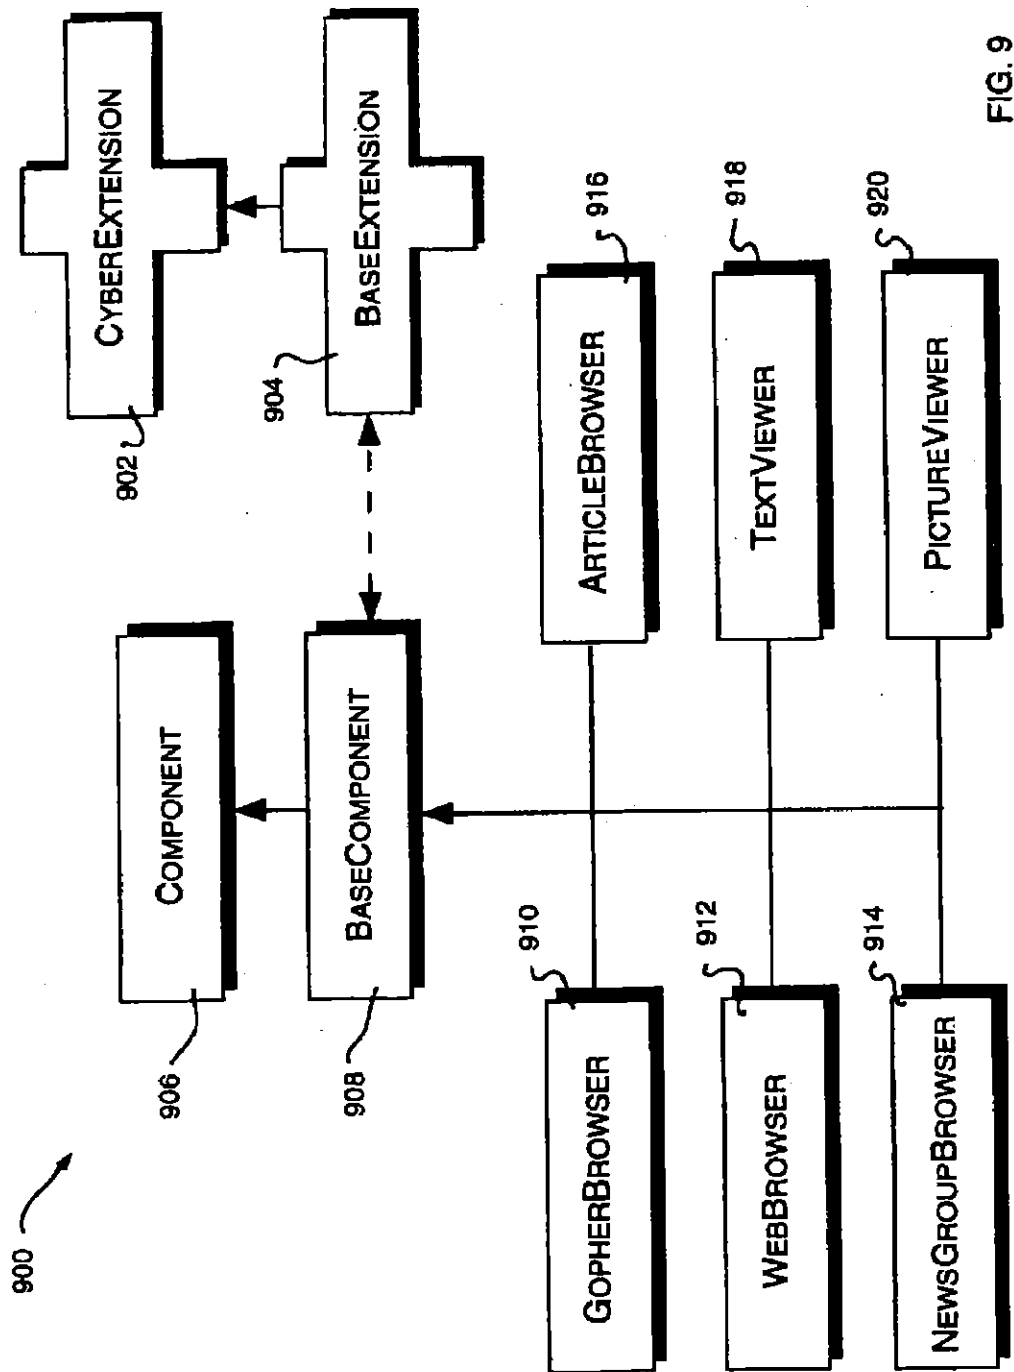 900
906
COMPONENT
902
CYBEREXTENSION
908
BASECOMPONENT
904
BASEEXTENSION
GOPHERBROWSER
910
ARTICLEBROWSER
916
WEBBROWSER
912
TEXTVIEWER
918
NEWSGROUPBROWSER
914
PICTUREVIEWER
920
FIG. 9